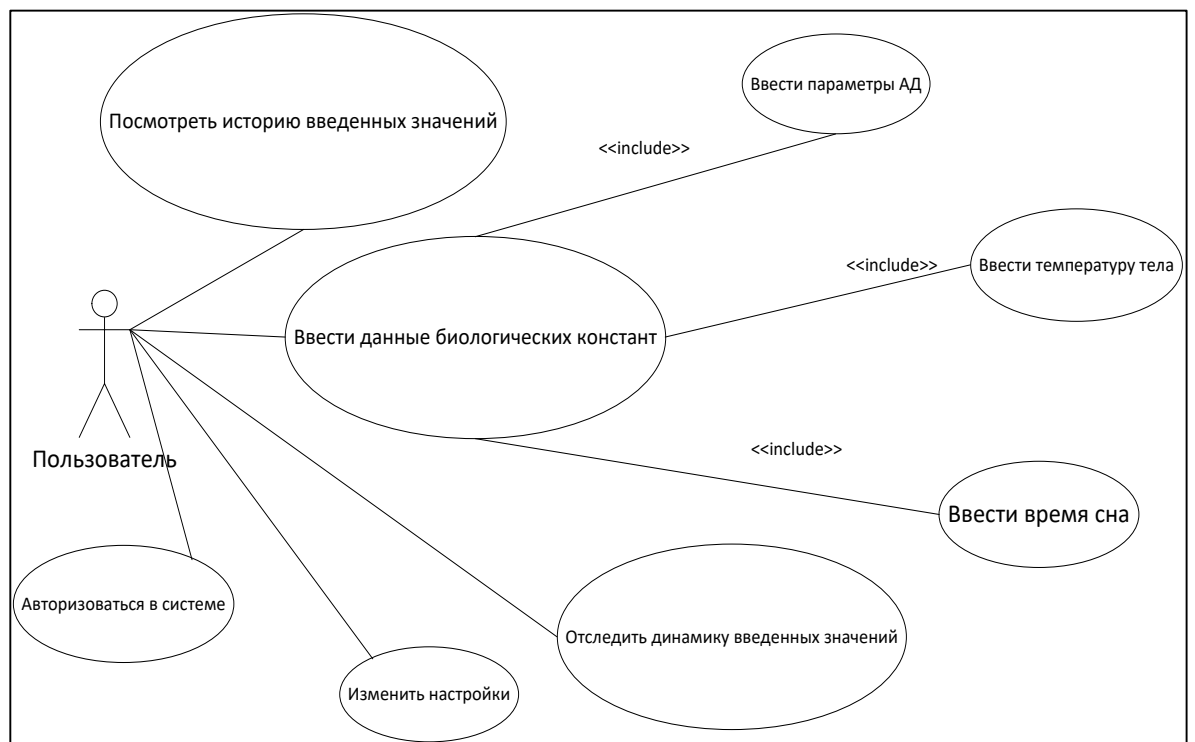 Ввести параметры АД
Посмотреть историю введенных значений
<<include>>
<<include>>
Ввести температуру тела
Ввести данные биологических констант
<<include>>
Пользователь
Ввести время сна
Авторизоваться в системе
Отследить динамику введенных значений
Изменить настройки